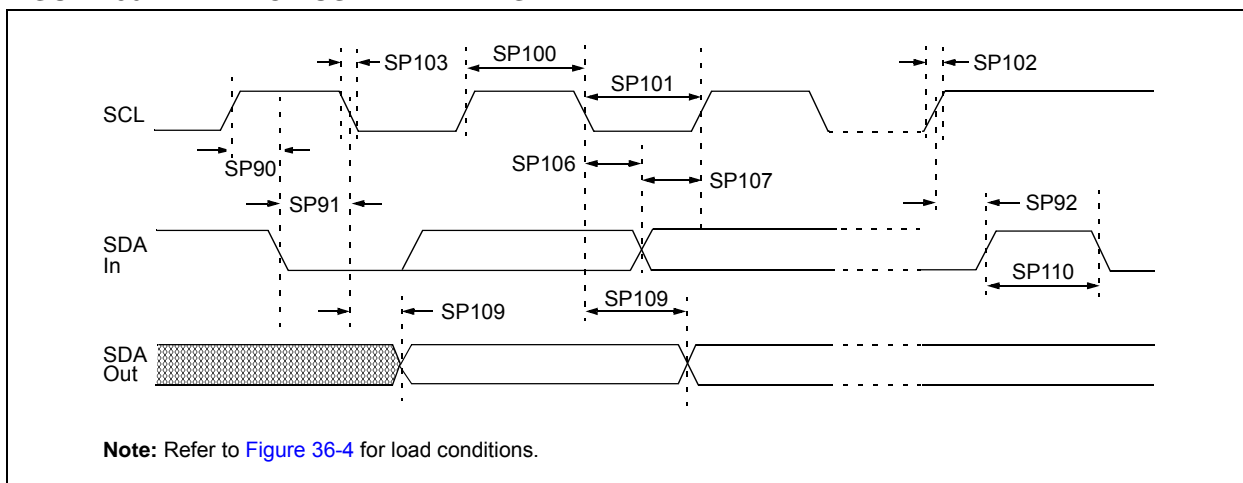 SP103
SP100
SP102
SP101
SCL
SP106
SP107
SP90
SP91
SP92
SDA
In
SP110
SP109
SP109
SDA
Out
Note: Refer to Figure 36-4 for load conditions.